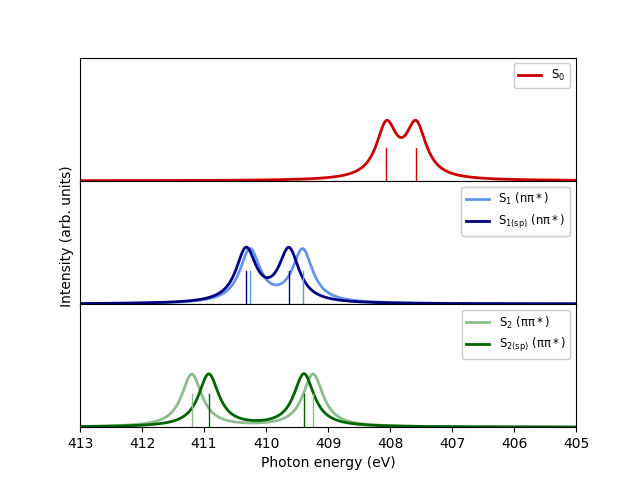 S₀
S₁ (nπ*)
S₁₍sp₎ (nπ*)
S₂ (ππ*)
S₂₍sp₎ (ππ*)
Intensity (arb. units)
413 412 411 410 409 408 407 406 405
Photon energy (eV)